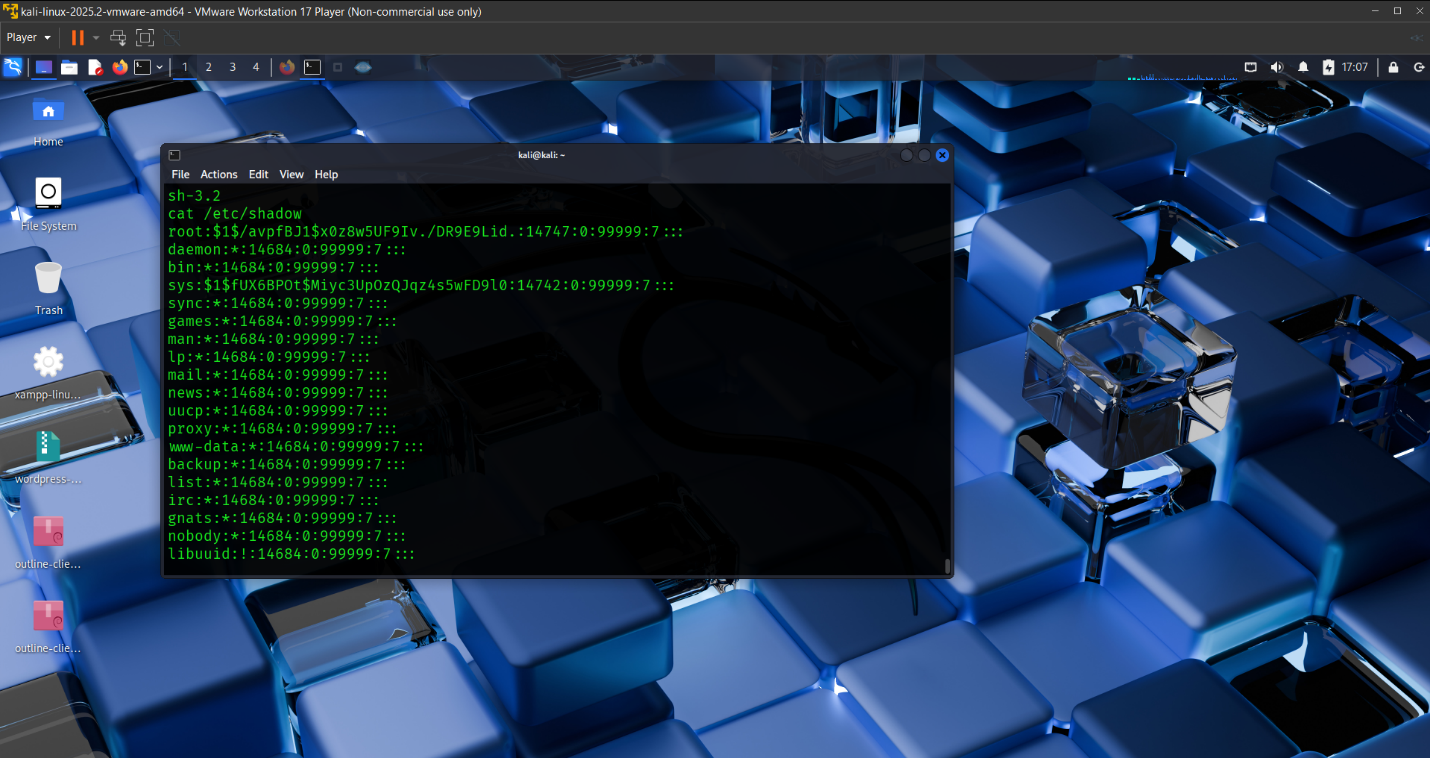 kali-linux-2025.2-vmware-amd64 - VMware Workstation 17 Player (Non-commercial use only)
Player
1 2 3 4
17:07
Home
File System
Trash
xampp-linu...
wordpress-...
outline-clie...
outline-clie...
kali@kali: ~
File Actions Edit View Help
sh-3.2
cat /etc/shadow
root:$1$/avpfBJ1$x0z8w5UF9Iv./DR9E9Lid.:14747:0:99999:7:::
daemon:*:14684:0:99999:7:::
bin:*:14684:0:99999:7:::
sys:$1$fUX6BPOt$Miyc3UpOzQJqz4s5wFD9l0:14742:0:99999:7:::
sync:*:14684:0:99999:7:::
games:*:14684:0:99999:7:::
man:*:14684:0:99999:7:::
lp:*:14684:0:99999:7:::
mail:*:14684:0:99999:7:::
news:*:14684:0:99999:7:::
uucp:*:14684:0:99999:7:::
proxy:*:14684:0:99999:7:::
www-data:*:14684:0:99999:7:::
backup:*:14684:0:99999:7:::
list:*:14684:0:99999:7:::
irc:*:14684:0:99999:7:::
gnats:*:14684:0:99999:7:::
nobody:*:14684:0:99999:7:::
libuuid:!:14684:0:99999:7:::